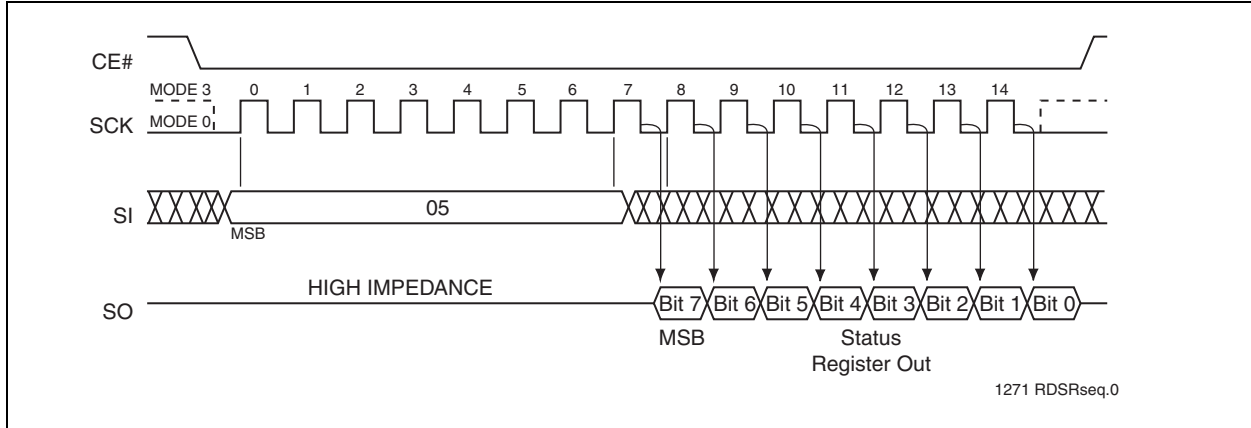 CE#
MODE 3 0 1 2 3 4 5 6 7 8 9 10 11 12 13 14
SCK MODE 0
SI 05
MSB
HIGH IMPEDANCE
SO Bit 7 Bit 6 Bit 5 Bit 4 Bit 3 Bit 2 Bit 1 Bit 0
MSB Status
Register Out
1271 RDSRseq.0